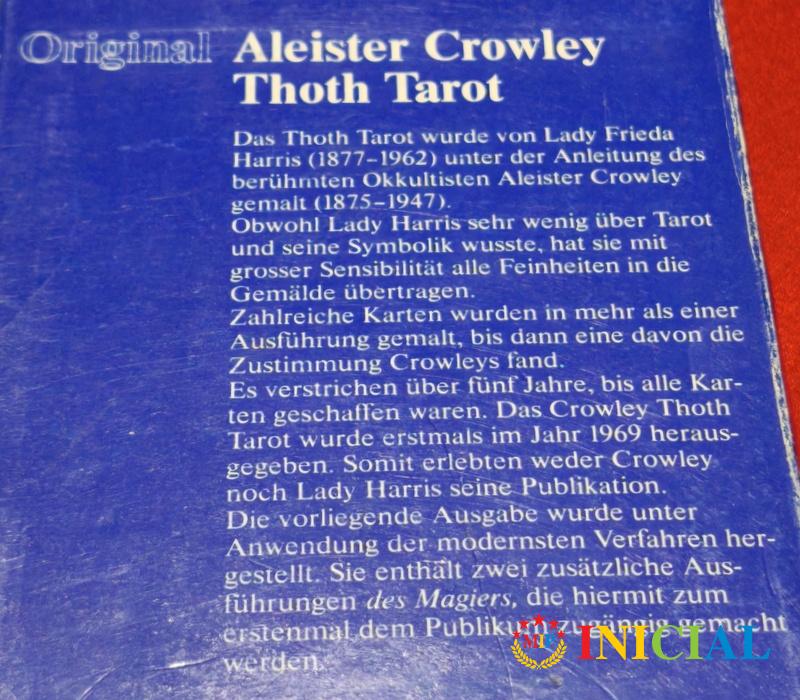 Original Aleister Crowley
Thoth Tarot
Das Thoth Tarot wurde von Lady Frieda
Harris (1877–1962) unter der Anleitung des
berühmten Okkultisten Aleister Crowley
gemalt (1875–1947).
Obwohl Lady Harris sehr wenig über Tarot
und seine Symbolik wusste, hat sie mit
grosser Sensibilität alle Feinheiten in die
Gemälde übertragen.
Zahlreiche Karten wurden in mehr als einer
Ausführung gemalt, bis dann eine davon die
Zustimmung Crowleys fand.
Es verstrichen über fünf Jahre, bis alle Kar-
ten geschaffen waren. Das Crowley Thoth
Tarot wurde erstmals im Jahr 1969 heraus-
gegeben. Somit erlebten weder Crowley
noch Lady Harris seine Publikation.
Die vorliegende Ausgabe wurde unter
Anwendung der modernsten Verfahren her-
gestellt. Sie enthält zwei zusätzliche Aus-
führungen des Magiers, die hiermit zum
erstenmal dem Publikum zugängig gemacht
werden.
INICIAL